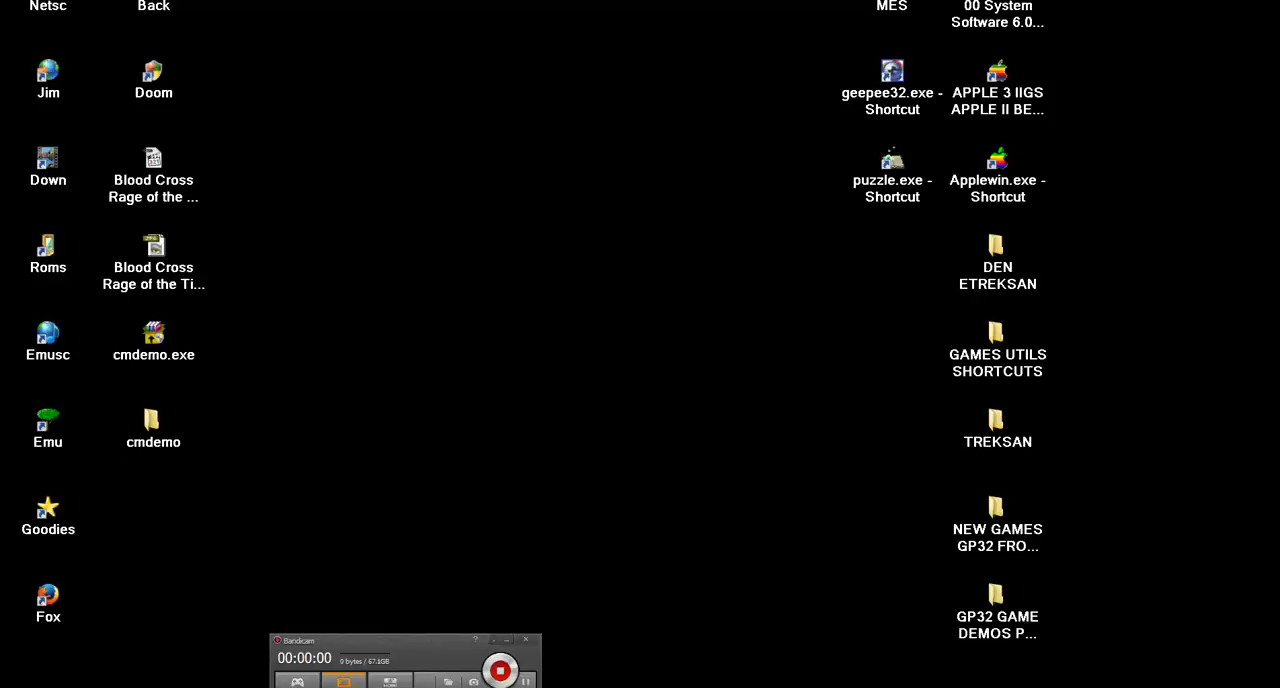 Netsc
Back
MES
00 System
Software 6.0...
Jim
Doom
geepee32.exe -
Shortcut
APPLE 3 IIGS
APPLE II BE...
Down
Blood Cross
Rage of the ...
puzzle.exe -
Shortcut
Applewin.exe -
Shortcut
Roms
Blood Cross
Rage of the Ti...
DEN
ETREKSAN
Emusc
cmdemo.exe
GAMES UTILS
SHORTCUTS
Emu
cmdemo
TREKSAN
Goodies
NEW GAMES
GP32 FRO...
Fox
GP32 GAME
DEMOS P...
Bandicam
00:00:00
0 bytes / 67.1GB